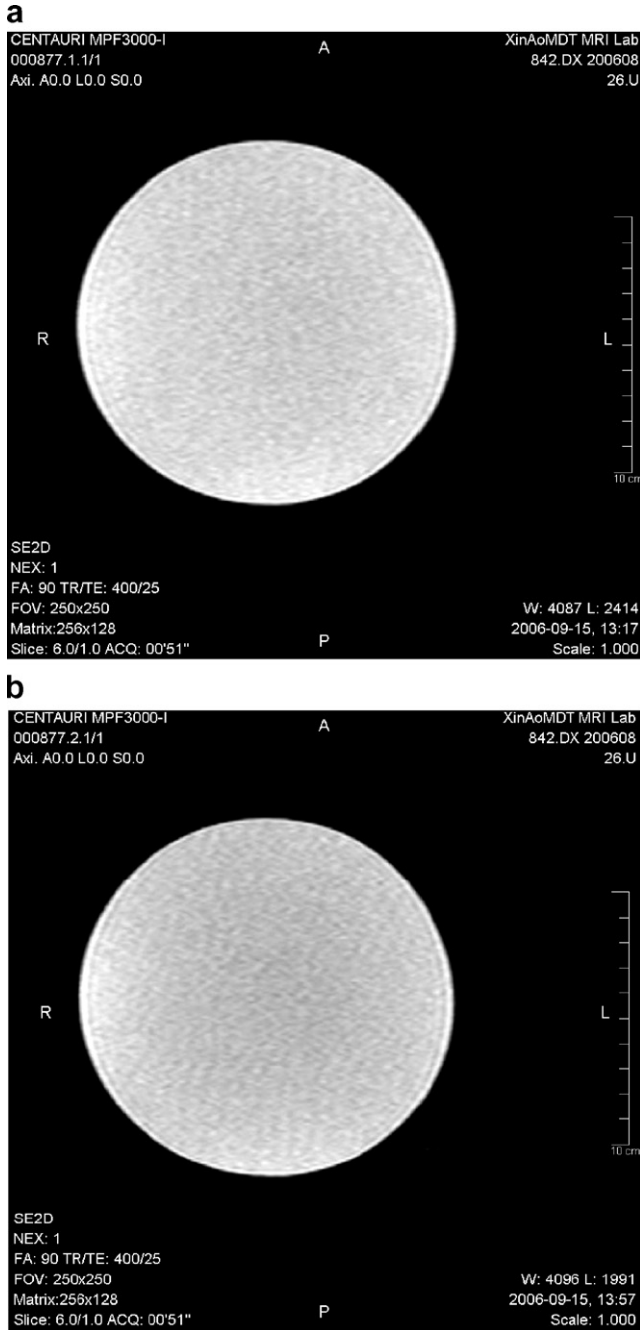 a
CENTAURI MPF3000-I
A
XinAoMDT MRI Lab
000877.1.1/1
842.DX 200608
Axi. A0.0 L0.0 S0.0
26.U
R
L
10 cm
SE2D
NEX: 1
FA: 90 TR/TE: 400/25
FOV: 250x250
W: 4087 L: 2414
Matrix:256x128
2006-09-15, 13:17
Slice: 6.0/1.0 ACQ: 00'51"
P
Scale: 1.000
b
CENTAURI MPF3000-I
A
XinAoMDT MRI Lab
000877.2.1/1
842.DX 200608
Axi. A0.0 L0.0 S0.0
26.U
R
L
10 cm
SE2D
NEX: 1
FA: 90 TR/TE: 400/25
FOV: 250x250
W: 4096 L: 1991
Matrix:256x128
2006-09-15, 13:57
Slice: 6.0/1.0 ACQ: 00'51"
P
Scale: 1.000